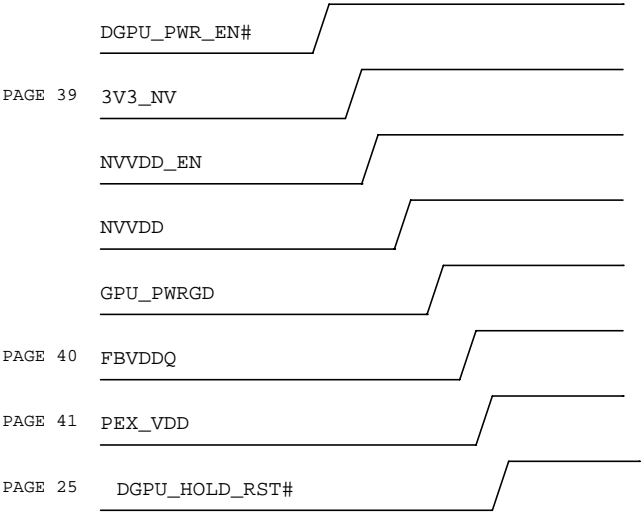 DGPU_PWR_EN#
PAGE 39 3V3_NV
NVVDD_EN
NVVDD
GPU_PWRGD
PAGE 40 FBVDDQ
PAGE 41 PEX_VDD
PAGE 25 DGPU_HOLD_RST#